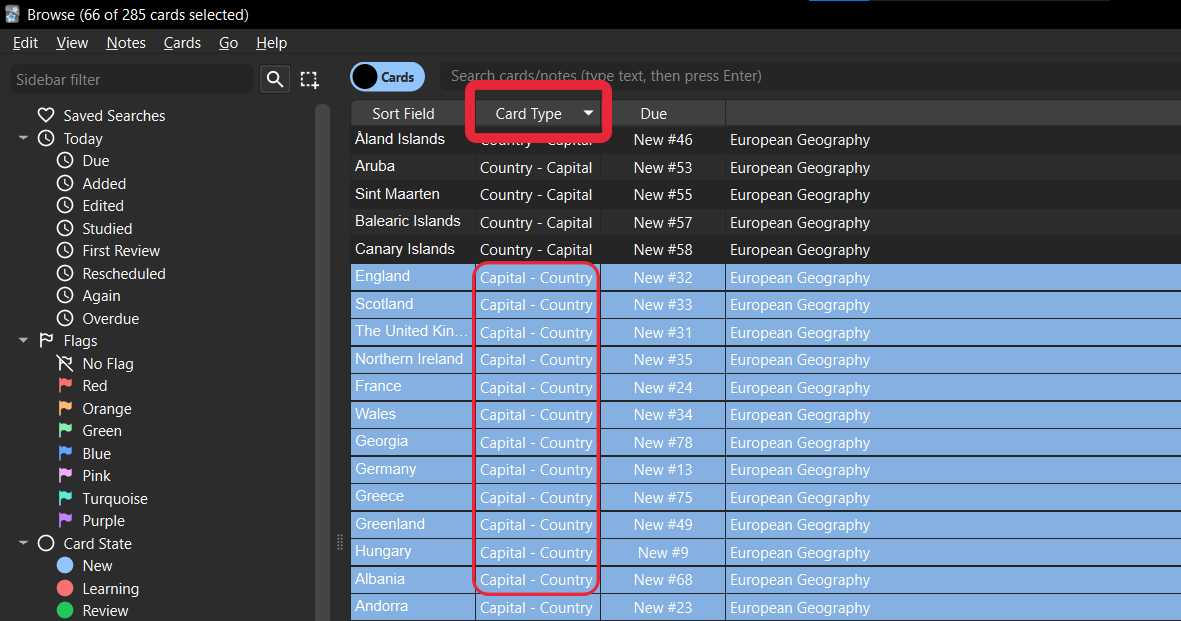 Browse (66 of 285 cards selected)
Edit View Notes Cards Go Help
Sidebar filter
Cards
Search cards/notes (type text, then press Enter)
Saved Searches
Today
Due
Added
Edited
Studied
First Review
Rescheduled
Again
Overdue
Flags
No Flag
Red
Orange
Green
Blue
Pink
Turquoise
Purple
Card State
New
Learning
Review
Sort Field Card Type Due
Åland Islands Country - Capital New #46 European Geography
Aruba Country - Capital New #53 European Geography
Sint Maarten Country - Capital New #55 European Geography
Balearic Islands Country - Capital New #57 European Geography
Canary Islands Country - Capital New #58 European Geography
England Capital - Country New #32 European Geography
Scotland Capital - Country New #33 European Geography
The United Kin... Capital - Country New #31 European Geography
Northern Ireland Capital - Country New #35 European Geography
France Capital - Country New #24 European Geography
Wales Capital - Country New #34 European Geography
Georgia Capital - Country New #78 European Geography
Germany Capital - Country New #13 European Geography
Greece Capital - Country New #75 European Geography
Greenland Capital - Country New #49 European Geography
Hungary Capital - Country New #9 European Geography
Albania Capital - Country New #68 European Geography
Andorra Capital - Country New #23 European Geography